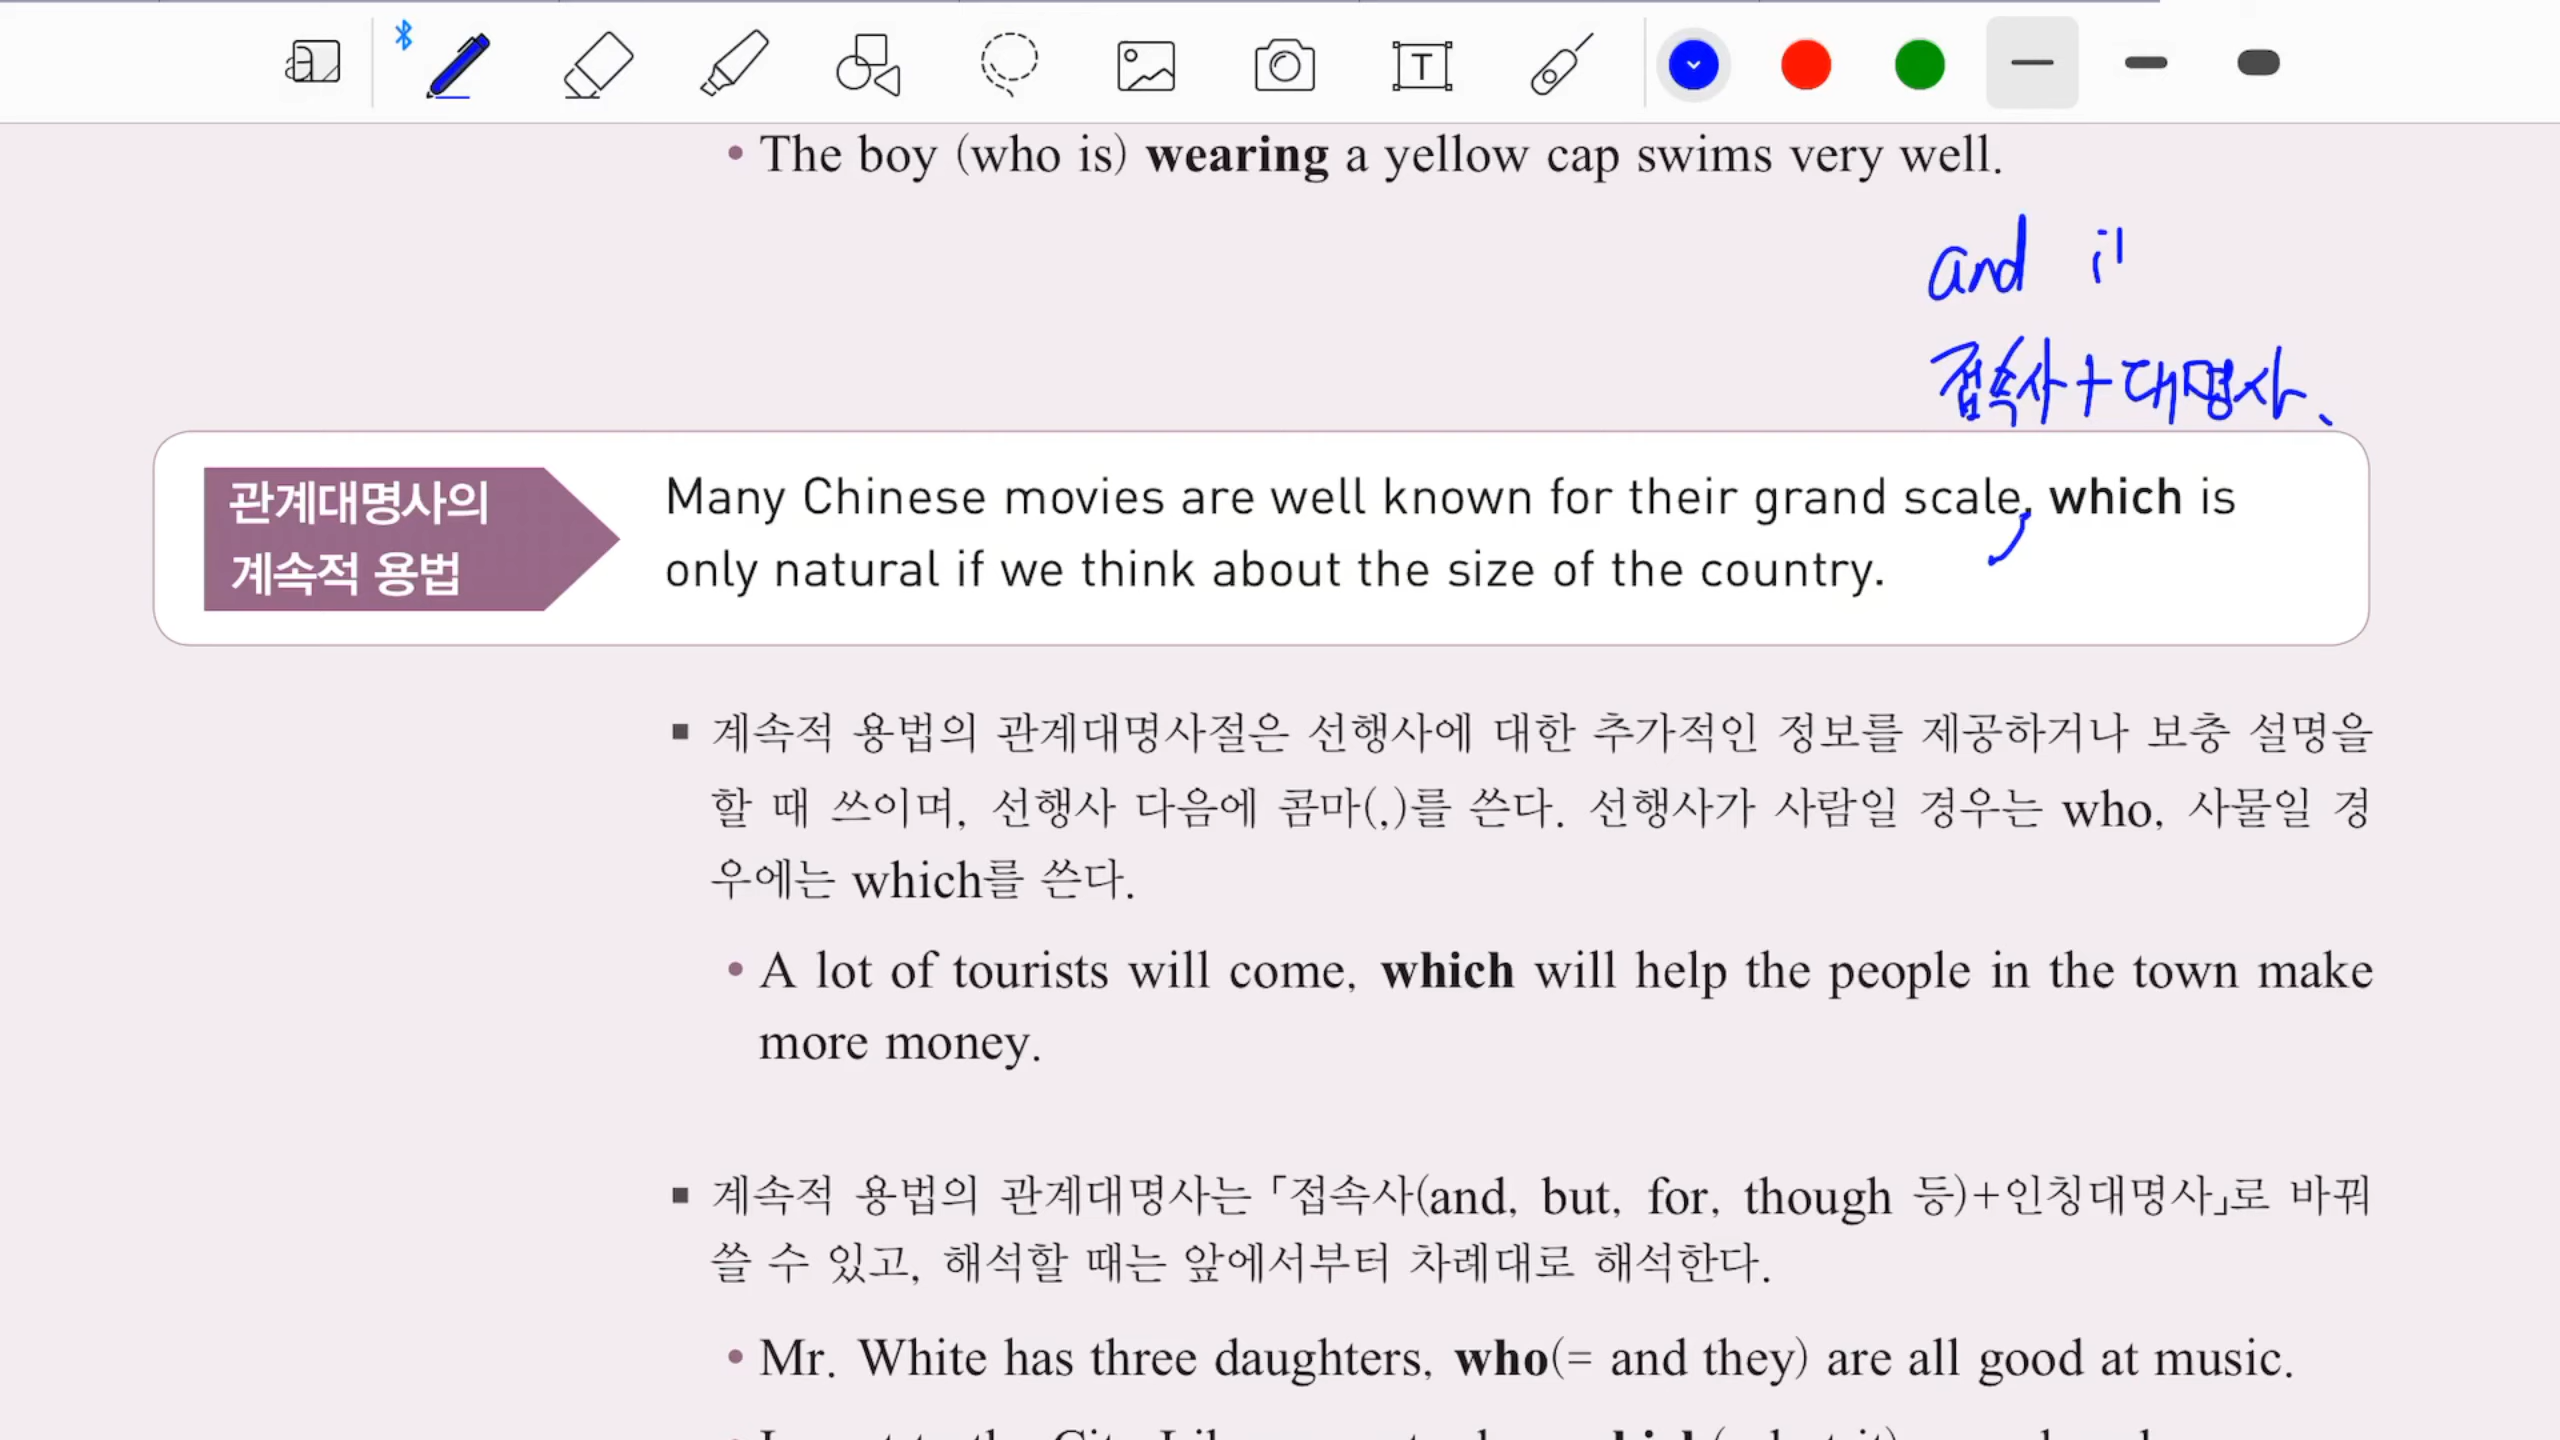 • The boy (who is) wearing a yellow cap swims very well.
and
접속사+대명사
관계대명사의
계속적 용법
Many Chinese movies are well known for their grand scale, which is
only natural if we think about the size of the country.
■ 계속적 용법의 관계대명사절은 선행사에 대한 추가적인 정보를 제공하거나 보충 설명을
할 때 쓰이며, 선행사 다음에 콤마(,)를 쓴다. 선행사가 사람일 경우는 who, 사물일 경
우에는 which를 쓴다.
• A lot of tourists will come, which will help the people in the town make
more money.
■ 계속적 용법의 관계대명사는 「접속사(and, but, for, though 등)+인칭대명사」로 바꿔
쓸 수 있고, 해석할 때는 앞에서부터 차례대로 해석한다.
• Mr. White has three daughters, who(= and they) are all good at music.